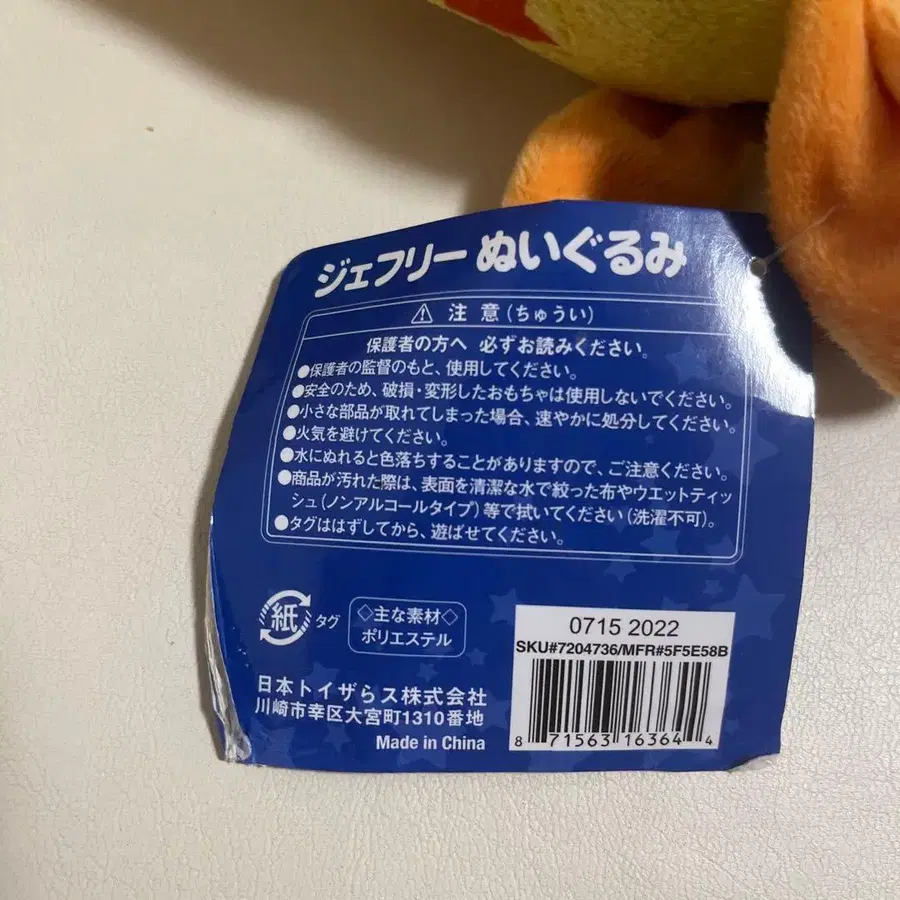 ジェフリー ぬいぐるみ
⚠ 注 意(ちゅうい)
保護者の方へ 必ずお読みください。
●保護者の監督のもと、使用してください。
●安全のため、破損・変形したおもちゃは使用しないでください。
●小さな部品が取れてしまった場合、速やかに処分してください。
●火気を避けてください。
●水にぬれると色落ちすることがありますので、ご注意ください。
●商品が汚れた際は、表面を清潔な水で絞った布やウエットティッ
シュ(ノンアルコールタイプ)等で拭いてください(洗濯不可)。
●タグははずしてから、遊ばせてください。
紙 タグ
◇主な素材◇
ポリエステル
日本トイザらス株式会社
川崎市幸区大宮町1310番地
Made in China
0715 2022
SKU#7204736/MFR#5F5E58B
8 71563 16364 4